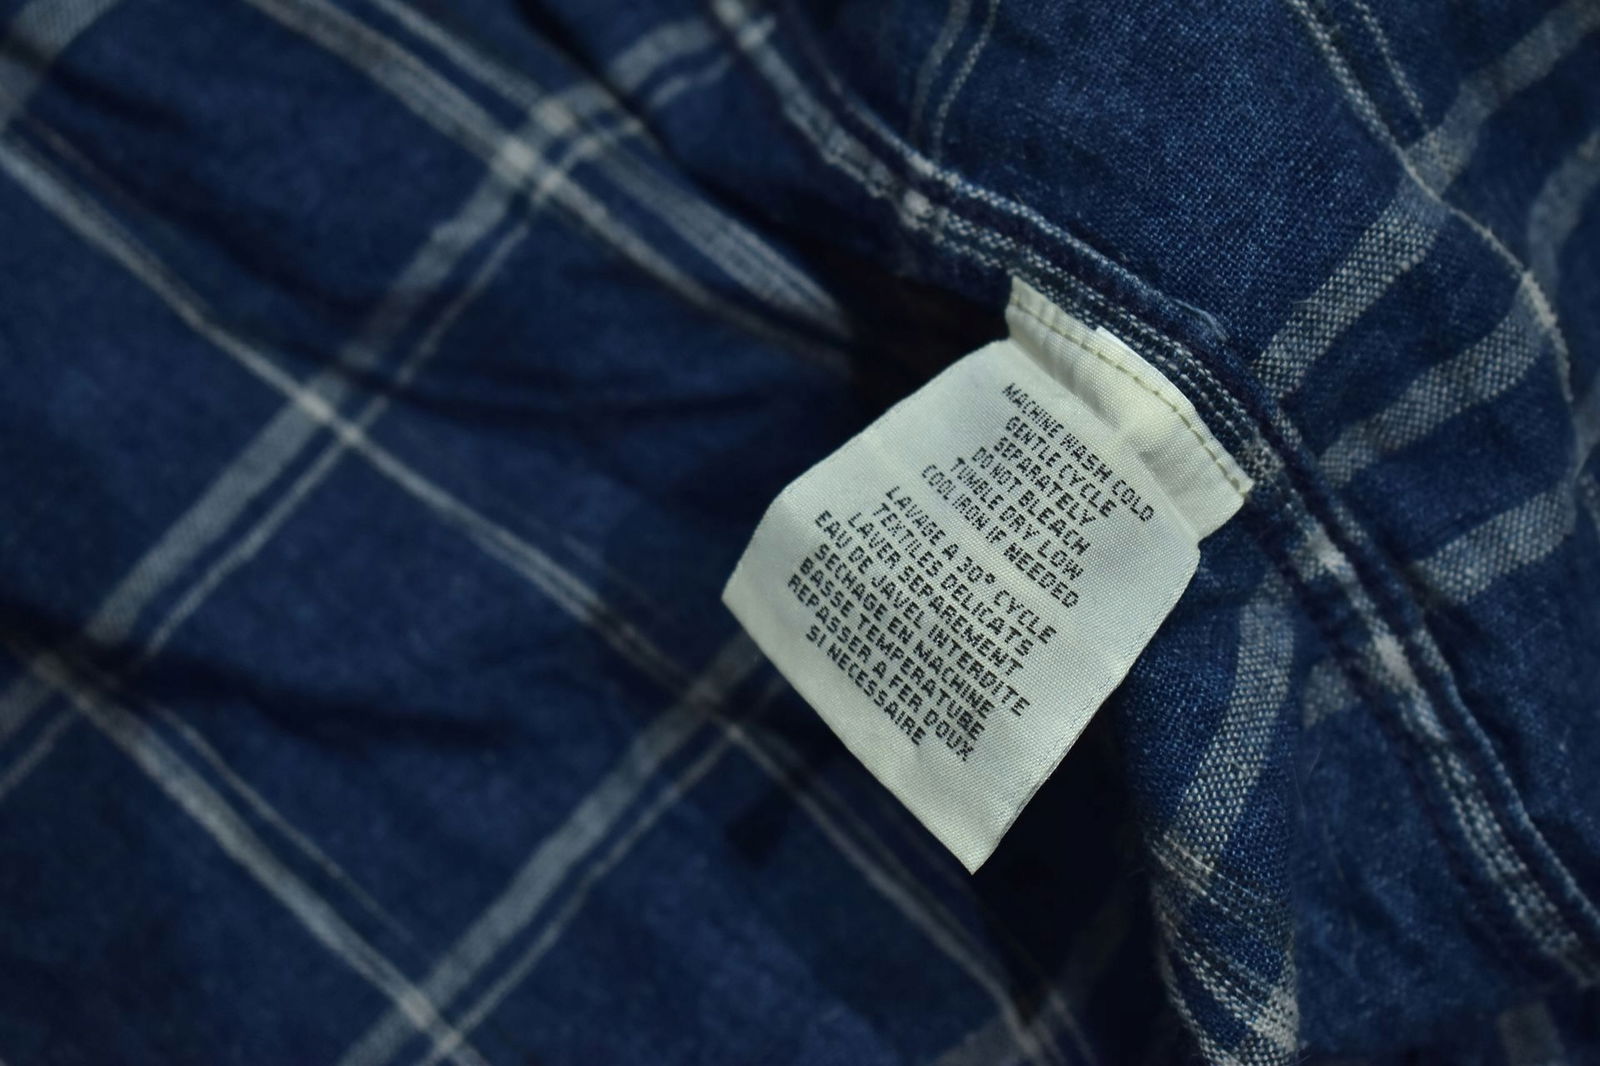 MACHINE WASH COLD
GENTLE CYCLE
SEPARATELY
DO NOT BLEACH
TUMBLE DRY LOW
COOL IRON IF NEEDED
LAVAGE A 30° CYCLE
TEXTILES DELICATS
LAVER SEPAREMENT
EAU DE JAVEL INTERDITE
SECHAGE EN MACHINE
BASSE TEMPERATURE
REPASSER A FER DOUX
SI NECESSAIRE